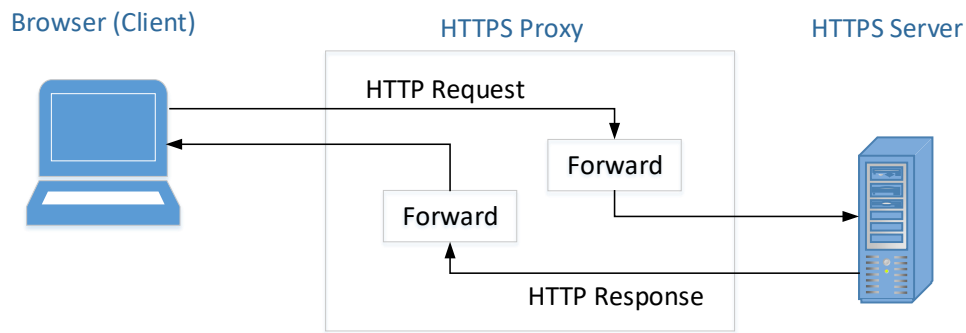 Browser (Client)
HTTPS Proxy
HTTPS Server
HTTP Request
Forward
Forward
HTTP Response